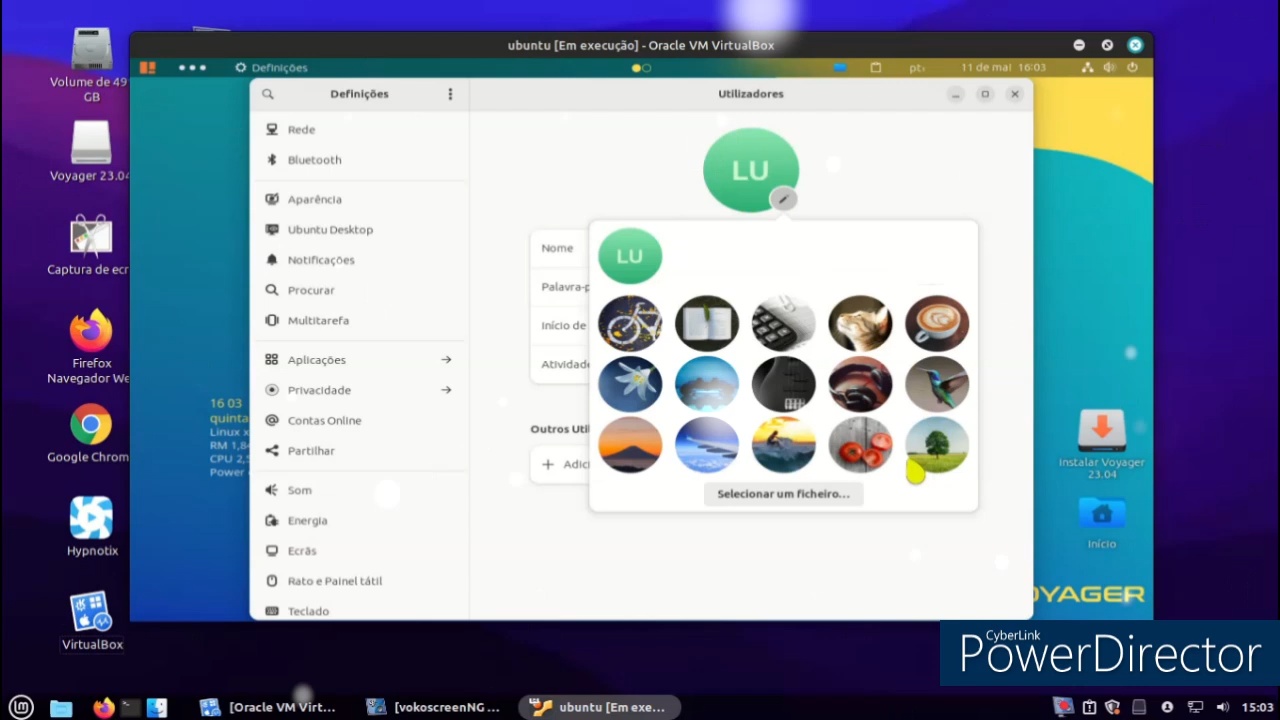 ubuntu [Em execução] - Oracle VM VirtualBox
Definições
pt
11 de mai 16:03
Volume de 49
GB
Voyager 23.04
Captura de ecr
Firefox
Navegador We
Google Chrom
Hypnotix
VirtualBox
16 03
quinta
Linux x
RM 1,8
CPU 2,5
Power
Definições
Rede
Bluetooth
Aparência
Ubuntu Desktop
Notificações
Procurar
Multitarefa
Aplicações
Privacidade
Contas Online
Partilhar
Som
Energia
Ecrãs
Rato e Painel tátil
Teclado
Utilizadores
LU
Nome
Palavra-p
Início de
Atividade
Outros Uti
Adici
LU
Selecionar um ficheiro...
Instalar Voyager
23.04
Início
OYAGER
CyberLink
PowerDirector
[Oracle VM Virt...
[vokoscreenNG ...
ubuntu [Em exe...
15:03